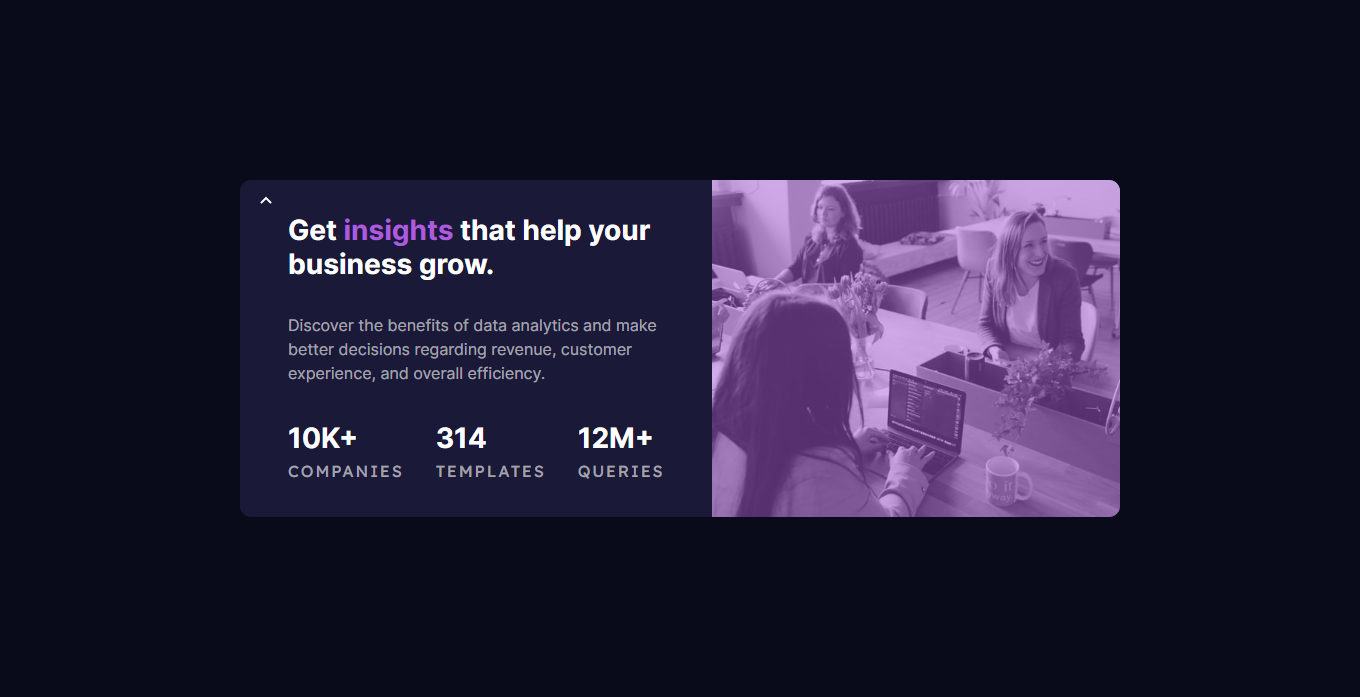 Get insights that help your
business grow.
Discover the benefits of data analytics and make
better decisions regarding revenue, customer
experience, and overall efficiency.
10K+ 314 12M+
COMPANIES TEMPLATES QUERIES